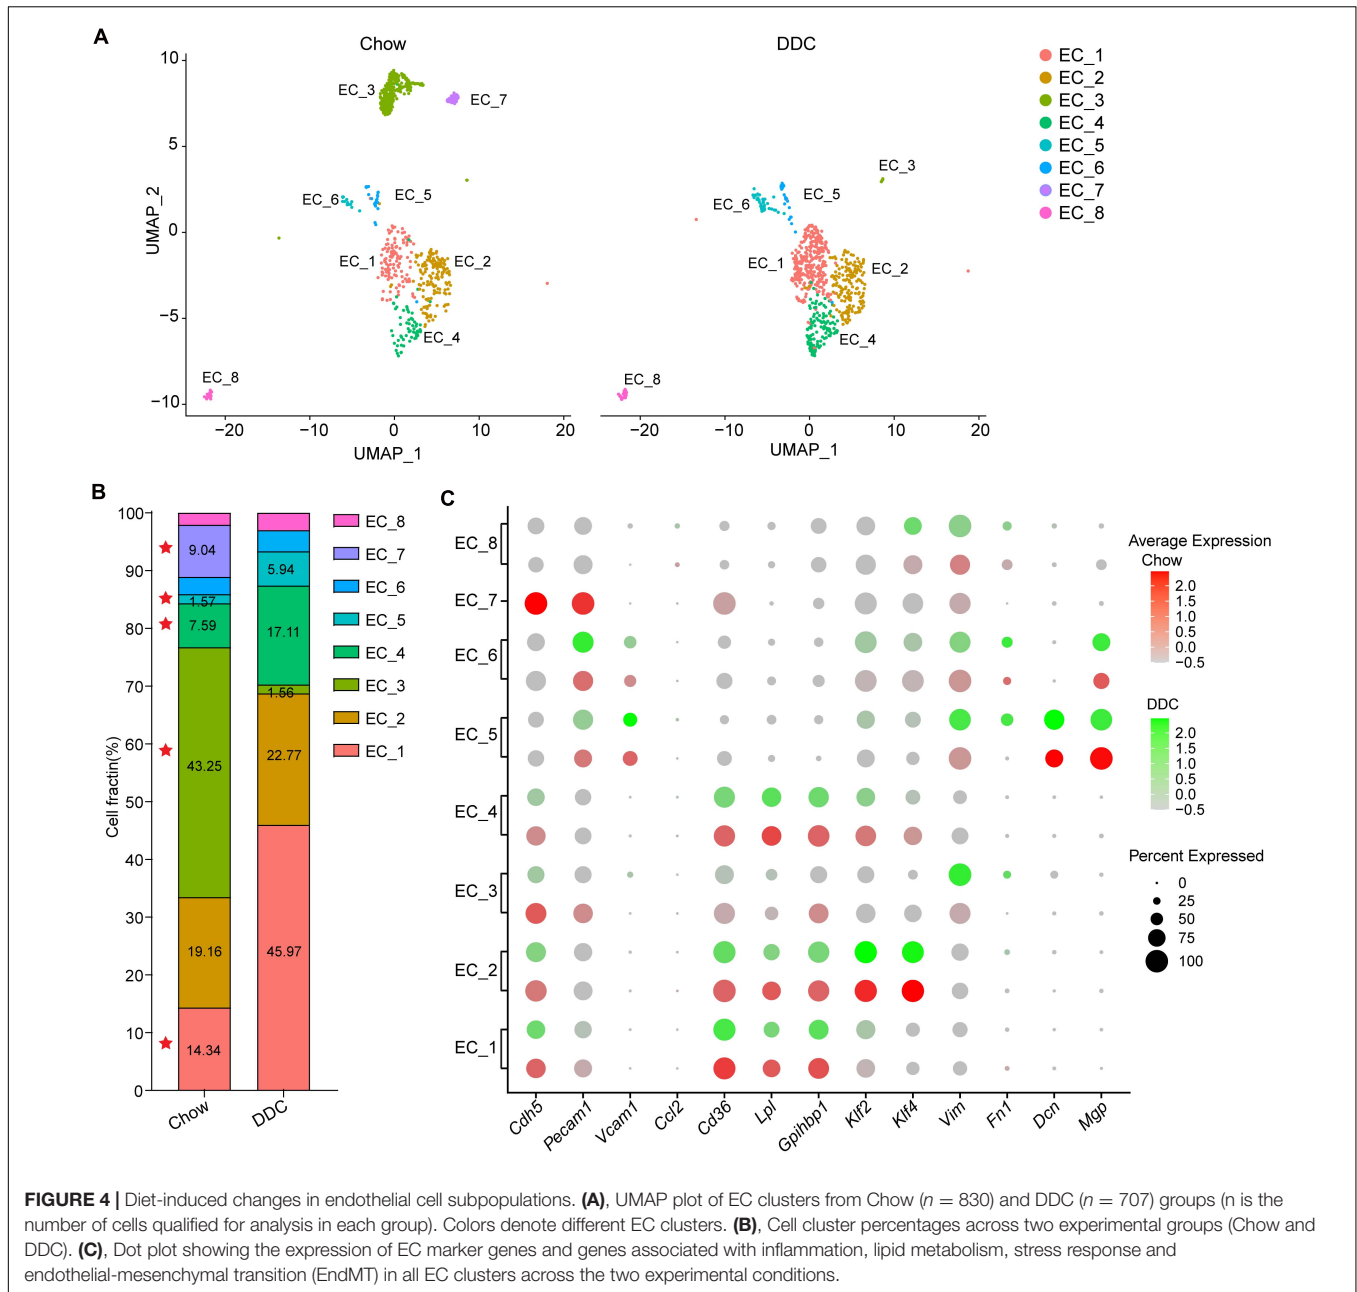 A
Chow
DDC
10
5
0
−5
−10
UMAP_2
EC_3
EC_7
EC_6
EC_5
EC_1
EC_2
EC_4
EC_8
−20
−10
0
10
20
UMAP_1
EC_3
EC_6
EC_5
EC_1
EC_2
EC_4
EC_8
−20
−10
0
10
20
UMAP_1
EC_1
EC_2
EC_3
EC_4
EC_5
EC_6
EC_7
EC_8
B
100
90
80
70
60
50
40
30
20
10
0
Cell fractin(%)
9.04
1.57
7.59
43.25
19.16
14.34
5.94
17.11
1.56
22.77
45.97
Chow
DDC
EC_8
EC_7
EC_6
EC_5
EC_4
EC_3
EC_2
EC_1
C
EC_8
EC_7
EC_6
EC_5
EC_4
EC_3
EC_2
EC_1
Cdh5
Pecam1
Vcam1
Ccl2
Cd36
Lpl
Gpihbp1
Klf2
Klf4
Vim
Fn1
Dcn
Mgp
Average Expression
Chow
2.0
1.5
1.0
0.5
0.0
−0.5
DDC
2.0
1.5
1.0
0.5
0.0
−0.5
Percent Expressed
0
25
50
75
100
FIGURE 4 | Diet-induced changes in endothelial cell subpopulations. (A), UMAP plot of EC clusters from Chow (n = 830) and DDC (n = 707) groups (n is the
number of cells qualified for analysis in each group). Colors denote different EC clusters. (B), Cell cluster percentages across two experimental groups (Chow and
DDC). (C), Dot plot showing the expression of EC marker genes and genes associated with inflammation, lipid metabolism, stress response and
endothelial-mesenchymal transition (EndMT) in all EC clusters across the two experimental conditions.